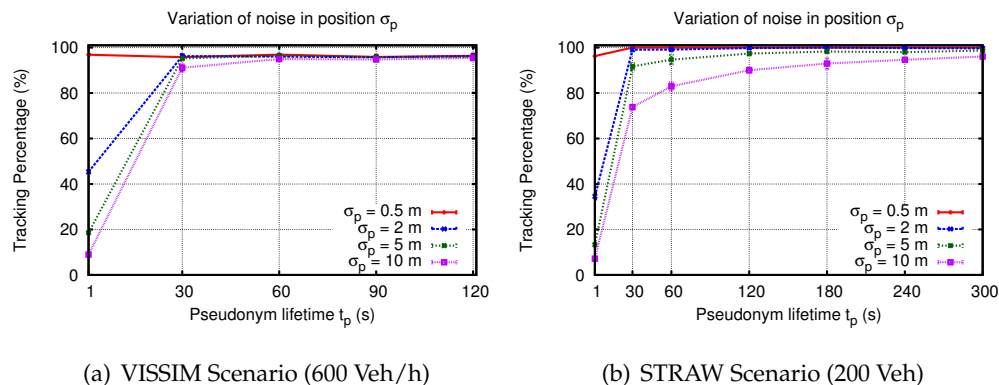 Variation of noise in position σp
Tracking Percentage (%)
100
80
60
40
20
0
σp = 0.5 m
σp = 2 m
σp = 5 m
σp = 10 m
1 30 60 90 120
Pseudonym lifetime tp (s)
(a) VISSIM Scenario (600 Veh/h)
Variation of noise in position σp
Tracking Percentage (%)
100
80
60
40
20
0
σp = 0.5 m
σp = 2 m
σp = 5 m
σp = 10 m
1 30 60 120 180 240 300
Pseudonym lifetime tp (s)
(b) STRAW Scenario (200 Veh)